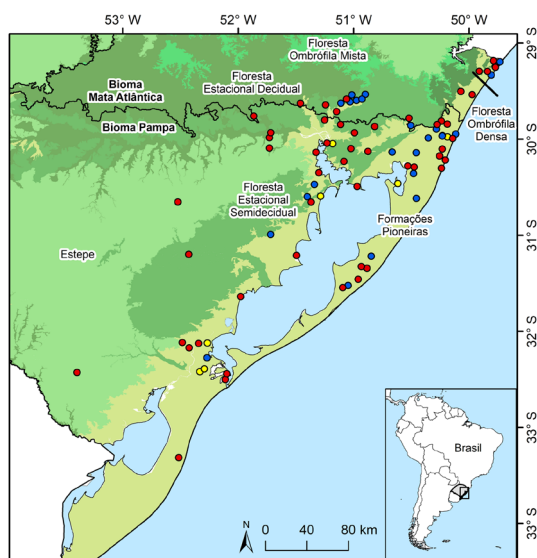 53° W
52° W
51° W
50° W
29° S
Floresta
Ombrófila Mista
Floresta
Estacional Decidual
Bioma
Mata Atlântica
Bioma Pampa
Floresta
Ombrófila
Densa
30° S
Floresta
Estacional
Semidecidual
Formações
Pioneiras
Estepe
31° S
32° S
33° S
Brasil
N
0 40 80 km
33° S